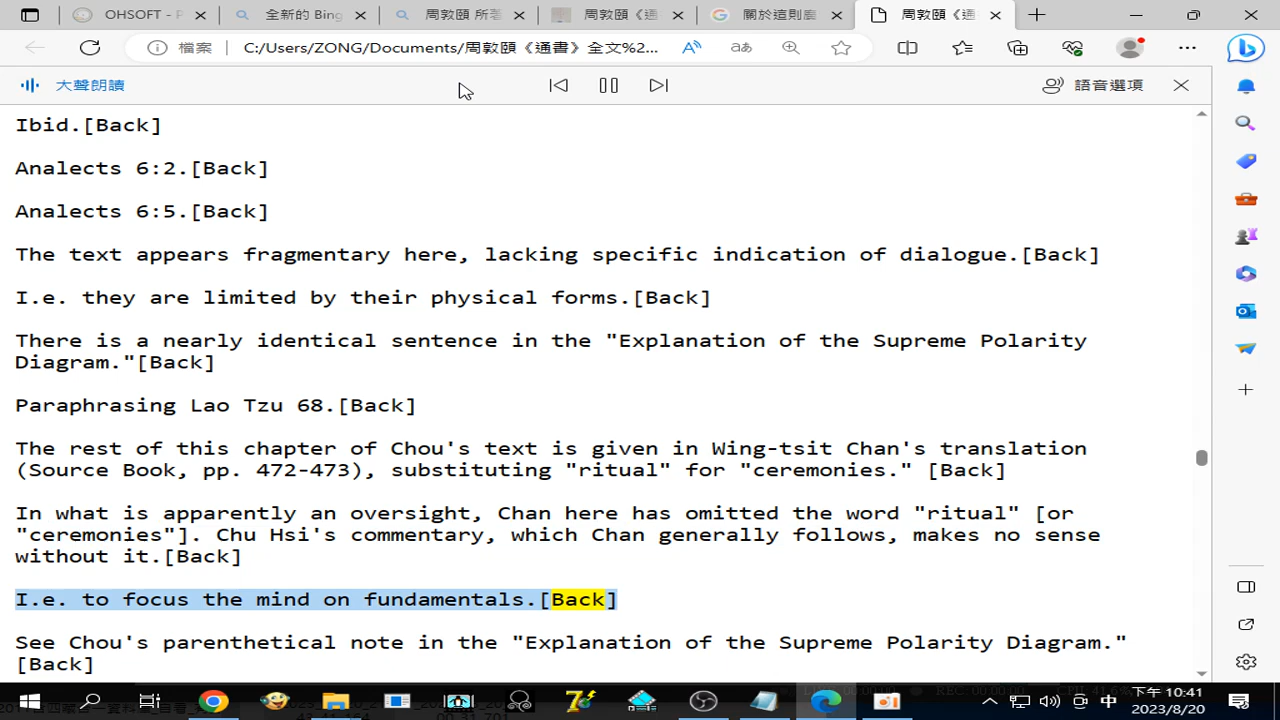 OHSOFT - F
全新的 Bing
周敦頤 所著
周敦頤《通
關於這則廳
周敦頤《通
檔案
C:/Users/ZONG/Documents/周敦頤《通書》全文%2...
大聲朗讀
語音選項
Ibid.[Back]
Analects 6:2.[Back]
Analects 6:5.[Back]
The text appears fragmentary here, lacking specific indication of dialogue.[Back]
I.e. they are limited by their physical forms.[Back]
There is a nearly identical sentence in the "Explanation of the Supreme Polarity
Diagram."[Back]
Paraphrasing Lao Tzu 68.[Back]
The rest of this chapter of Chou's text is given in Wing-tsit Chan's translation
(Source Book, pp. 472-473), substituting "ritual" for "ceremonies." [Back]
In what is apparently an oversight, Chan here has omitted the word "ritual" [or
"ceremonies"]. Chu Hsi's commentary, which Chan generally follows, makes no sense
without it.[Back]
I.e. to focus the mind on fundamentals.[Back]
See Chou's parenthetical note in the "Explanation of the Supreme Polarity Diagram."
[Back]
中
下午 10:41
2023/8/20